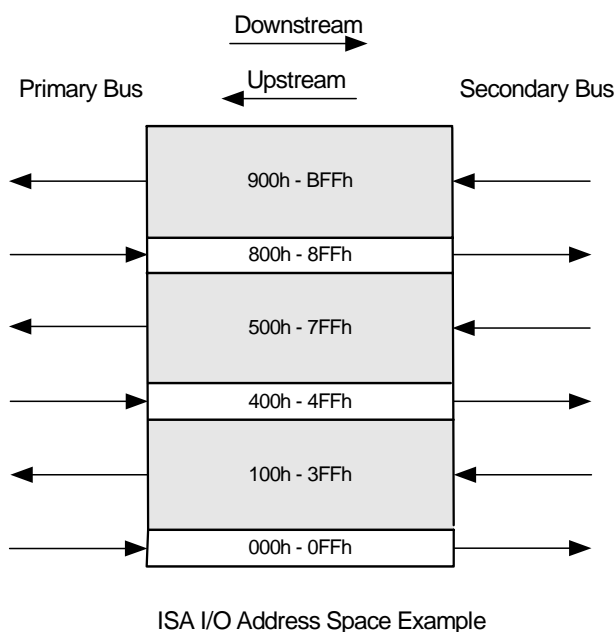 Downstream
Upstream
Primary Bus
Secondary Bus
900h - BFFh
800h - 8FFh
500h - 7FFh
400h - 4FFh
100h - 3FFh
000h - 0FFh
ISA I/O Address Space Example